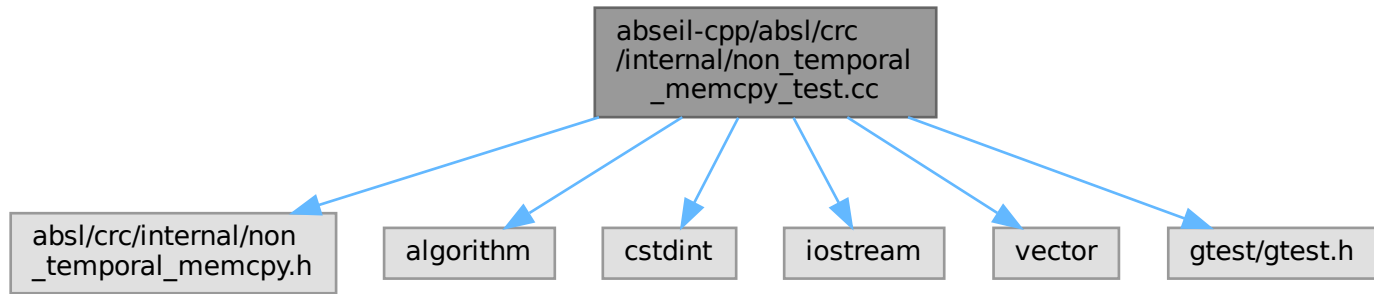 abseil-cpp/absl/crc
/internal/non_temporal
_memcpy_test.cc
absl/crc/internal/non
_temporal_memcpy.h
algorithm
cstdint
iostream
vector
gtest/gtest.h